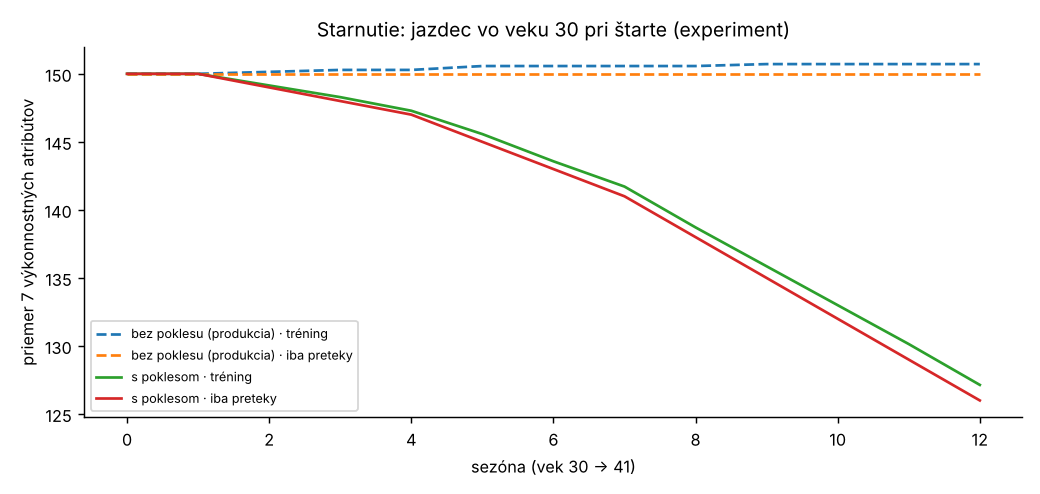 Starnutie: jazdec vo veku 30 pri štarte (experiment)
priemer 7 výkonnostných atribútov
150
145
140
135
130
125
bez poklesu (produkcia) · tréning
bez poklesu (produkcia) · iba preteky
s poklesom · tréning
s poklesom · iba preteky
0 2 4 6 8 10 12
sezóna (vek 30 → 41)